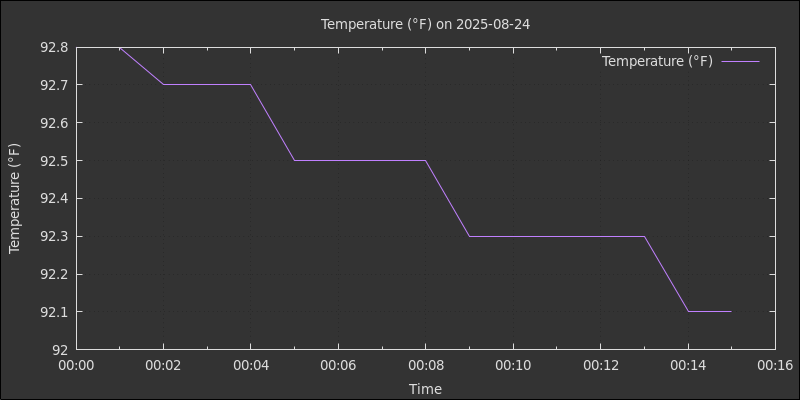 Temperature (°F) on 2025-08-24
Temperature (°F)
Temperature (°F)
92.8
92.7
92.6
92.5
92.4
92.3
92.2
92.1
92
00:00 00:02 00:04 00:06 00:08 00:10 00:12 00:14 00:16
Time